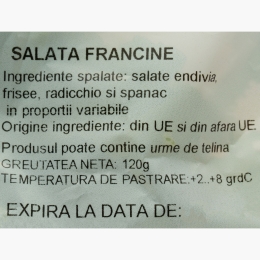 SALATA FRANCINE
Ingrediente spalate: salate endivia,
frisee, radicchio si spanac
in proportii variabile
Origine ingrediente: din UE si din afara UE.
Produsul poate contine urme de telina
GREUTATEA NETA: 120g
TEMPERATURA DE PASTRARE:+2..+8 grdC
EXPIRA LA DATA DE: